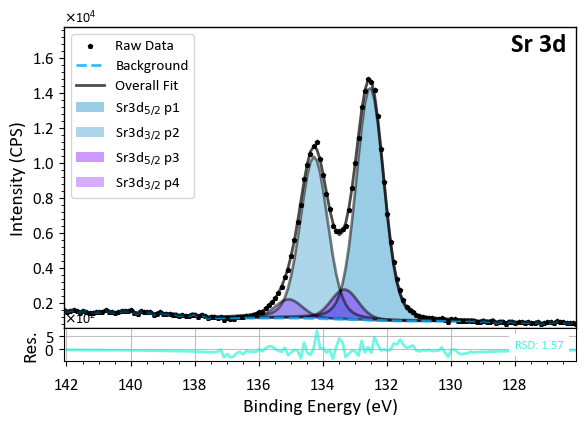 ×10⁴
Sr 3d
Raw Data
Background
Overall Fit
Sr3d5/2 p1
Sr3d3/2 p2
Sr3d5/2 p3
Sr3d3/2 p4
Intensity (CPS)
1.6
1.4
1.2
1.0
0.8
0.6
0.4
0.2
×10²
Res.
5
0
RSD: 1.57
142 140 138 136 134 132 130 128
Binding Energy (eV)